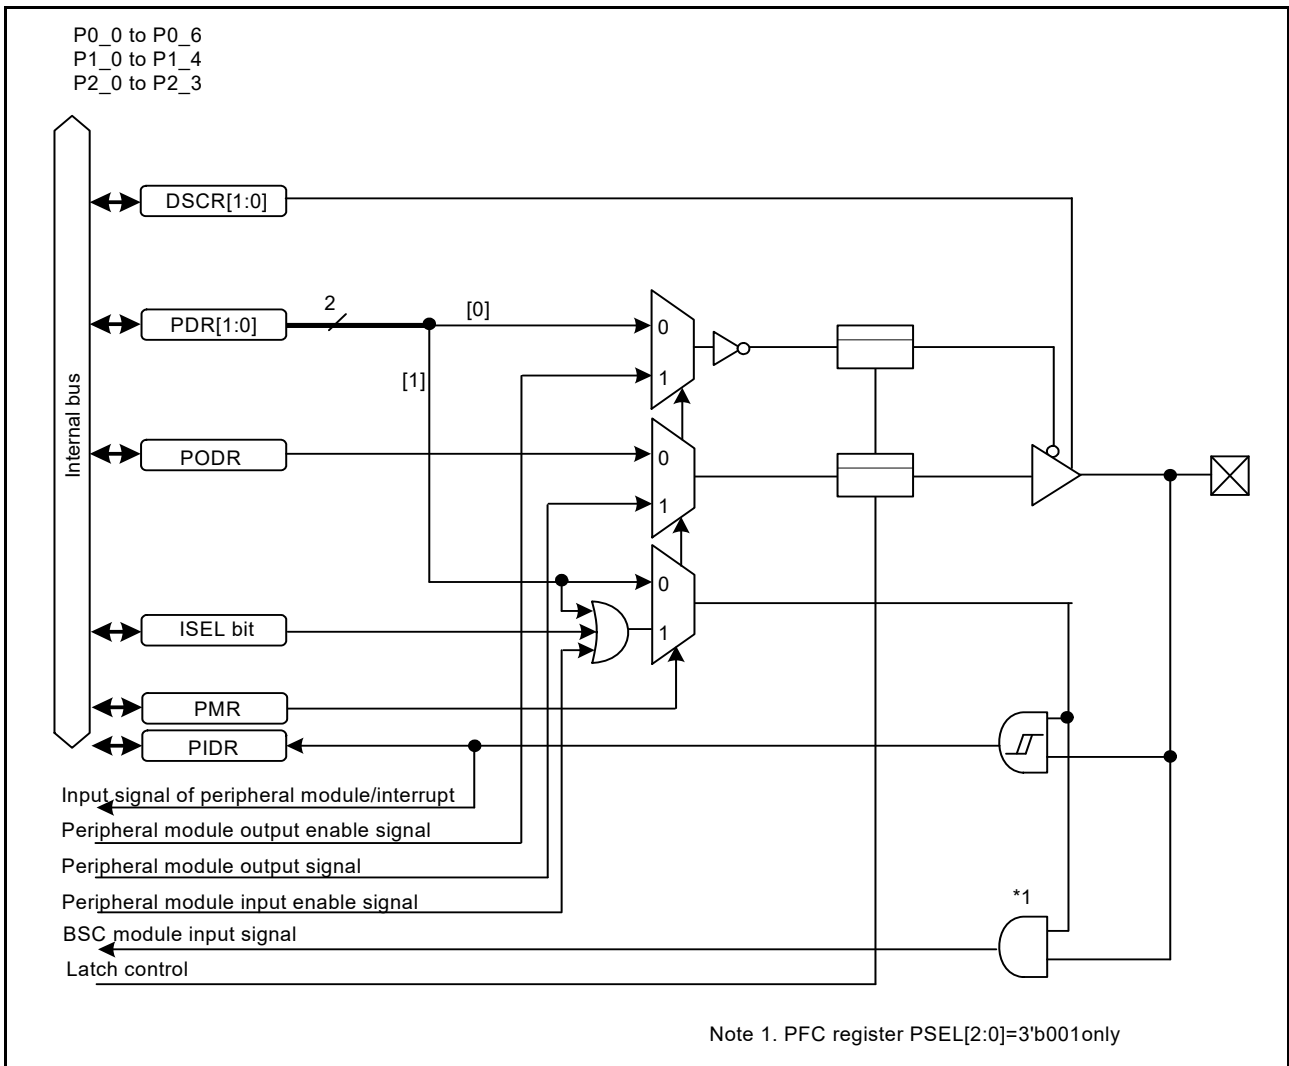 P0_0 to P0_6
P1_0 to P1_4
P2_0 to P2_3
Internal bus
DSCR[1:0]
PDR[1:0]
2
[0]
[1]
0
1
PODR
0
1
0
1
ISEL bit
PMR
PIDR
Input signal of peripheral module/interrupt
Peripheral module output enable signal
Peripheral module output signal
Peripheral module input enable signal
*1
BSC module input signal
Latch control
Note 1. PFC register PSEL[2:0]=3'b001only